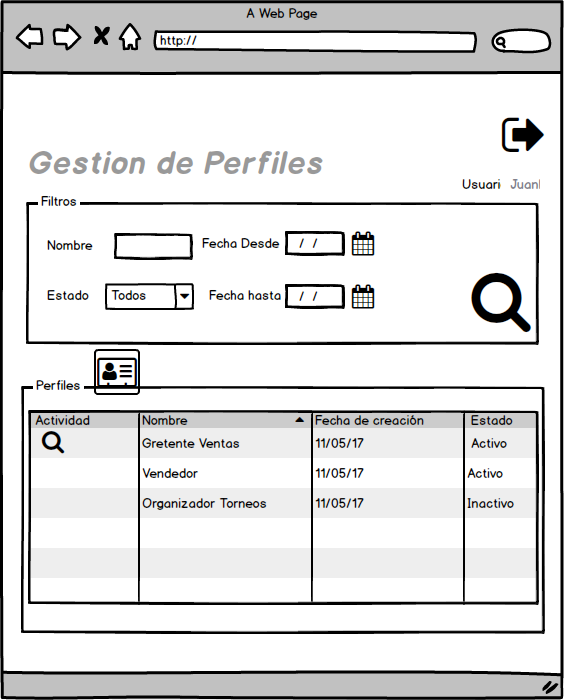 A Web Page
http://
Gestion de Perfiles
Usuari Juan
Filtros
Nombre Fecha Desde / /
Estado Todos Fecha hasta / /
Perfiles
Actividad Nombre Fecha de creación Estado
Gretente Ventas 11/05/17 Activo
Vendedor 11/05/17 Activo
Organizador Torneos 11/05/17 Inactivo